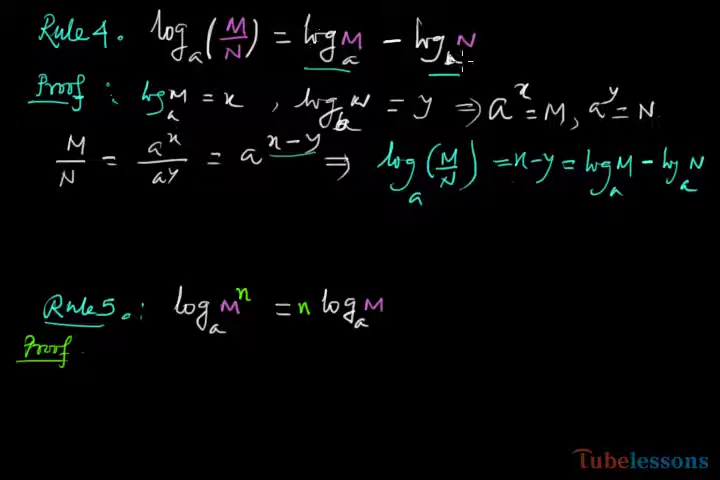 Rule 4. log_a (M/N) = log_a M - log_a N
Proof : log_a M = x , log_a N = y ⇒ a^x = M, a^y = N
M/N = a^x/a^y = a^(x-y) ⇒ log_a (M/N) = x-y = log_a M - log_a N
Rule 5. : log_a M^n = n log_a M
Proof
Tubelessons